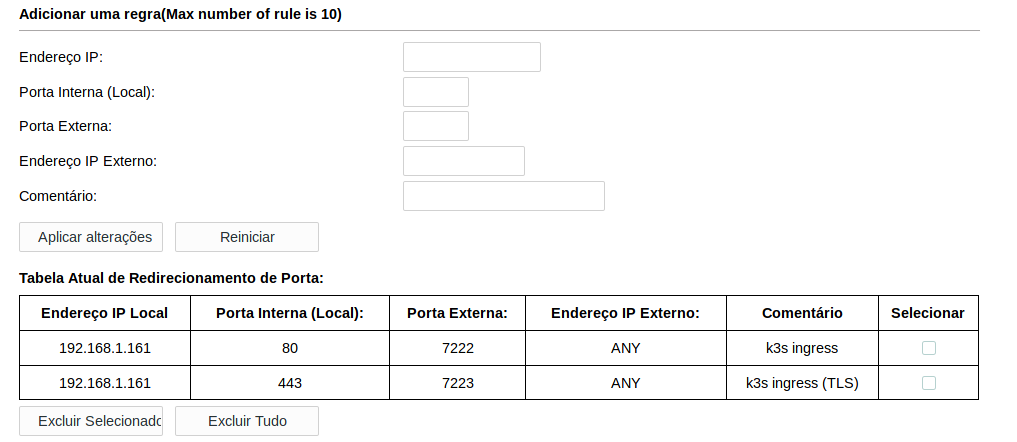 Adicionar uma regra(Max number of rule is 10)
Endereço IP:
Porta Interna (Local):
Porta Externa:
Endereço IP Externo:
Comentário:
Aplicar alterações Reiniciar
Tabela Atual de Redirecionamento de Porta:
Endereço IP Local Porta Interna (Local): Porta Externa: Endereço IP Externo: Comentário Selecionar
192.168.1.161 80 7222 ANY k3s ingress
192.168.1.161 443 7223 ANY k3s ingress (TLS)
Excluir Selecionado Excluir Tudo